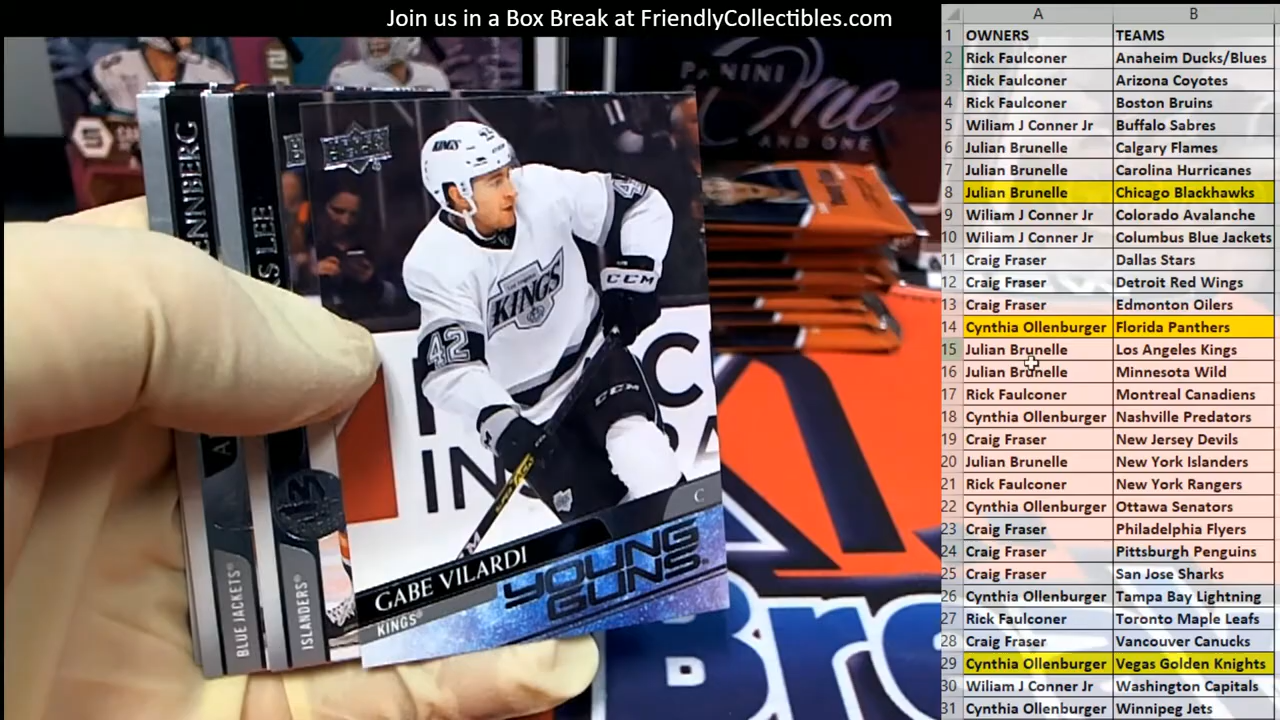 Join us in a Box Break at FriendlyCollectibles.com
A B
1 OWNERS TEAMS
2 Rick Faulconer Anaheim Ducks/Blues
3 Rick Faulconer Arizona Coyotes
4 Rick Faulconer Boston Bruins
5 Wiliam J Conner Jr Buffalo Sabres
6 Julian Brunelle Calgary Flames
7 Julian Brunelle Carolina Hurricanes
8 Julian Brunelle Chicago Blackhawks
9 Wiliam J Conner Jr Colorado Avalanche
10 Wiliam J Conner Jr Columbus Blue Jackets
11 Craig Fraser Dallas Stars
12 Craig Fraser Detroit Red Wings
13 Craig Fraser Edmonton Oilers
14 Cynthia Ollenburger Florida Panthers
15 Julian Brunelle Los Angeles Kings
16 Julian Brunelle Minnesota Wild
17 Rick Faulconer Montreal Canadiens
18 Cynthia Ollenburger Nashville Predators
19 Craig Fraser New Jersey Devils
20 Julian Brunelle New York Islanders
21 Rick Faulconer New York Rangers
22 Cynthia Ollenburger Ottawa Senators
23 Craig Fraser Philadelphia Flyers
24 Craig Fraser Pittsburgh Penguins
25 Craig Fraser San Jose Sharks
26 Cynthia Ollenburger Tampa Bay Lightning
27 Rick Faulconer Toronto Maple Leafs
28 Craig Fraser Vancouver Canucks
29 Cynthia Ollenburger Vegas Golden Knights
30 Wiliam J Conner Jr Washington Capitals
31 Cynthia Ollenburger Winnipeg Jets
PANINI
One
AND ONE
UPPER DECK
KINGS
KINGS
42
CCM
CCM
C
GABE VILARDI
KINGS
YOUNG
GUNS
ENNBERG
BLUE JACKETS
LEE
ISLANDERS
Bre